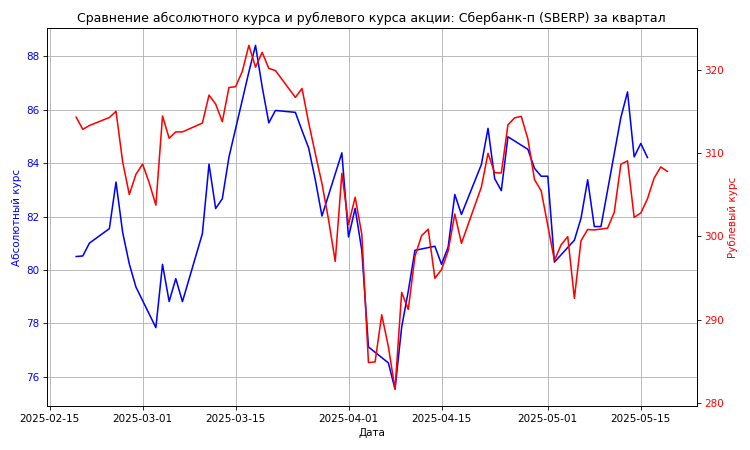 Сравнение абсолютного курса и рублевого курса акции: Сбербанк-п (SBERP) за квартал
Абсолютный курс
88
86
84
82
80
78
76
320
310
300
290
280
Рублевый курс
2025-02-15 2025-03-01 2025-03-15 2025-04-01 2025-04-15 2025-05-01 2025-05-15
Дата